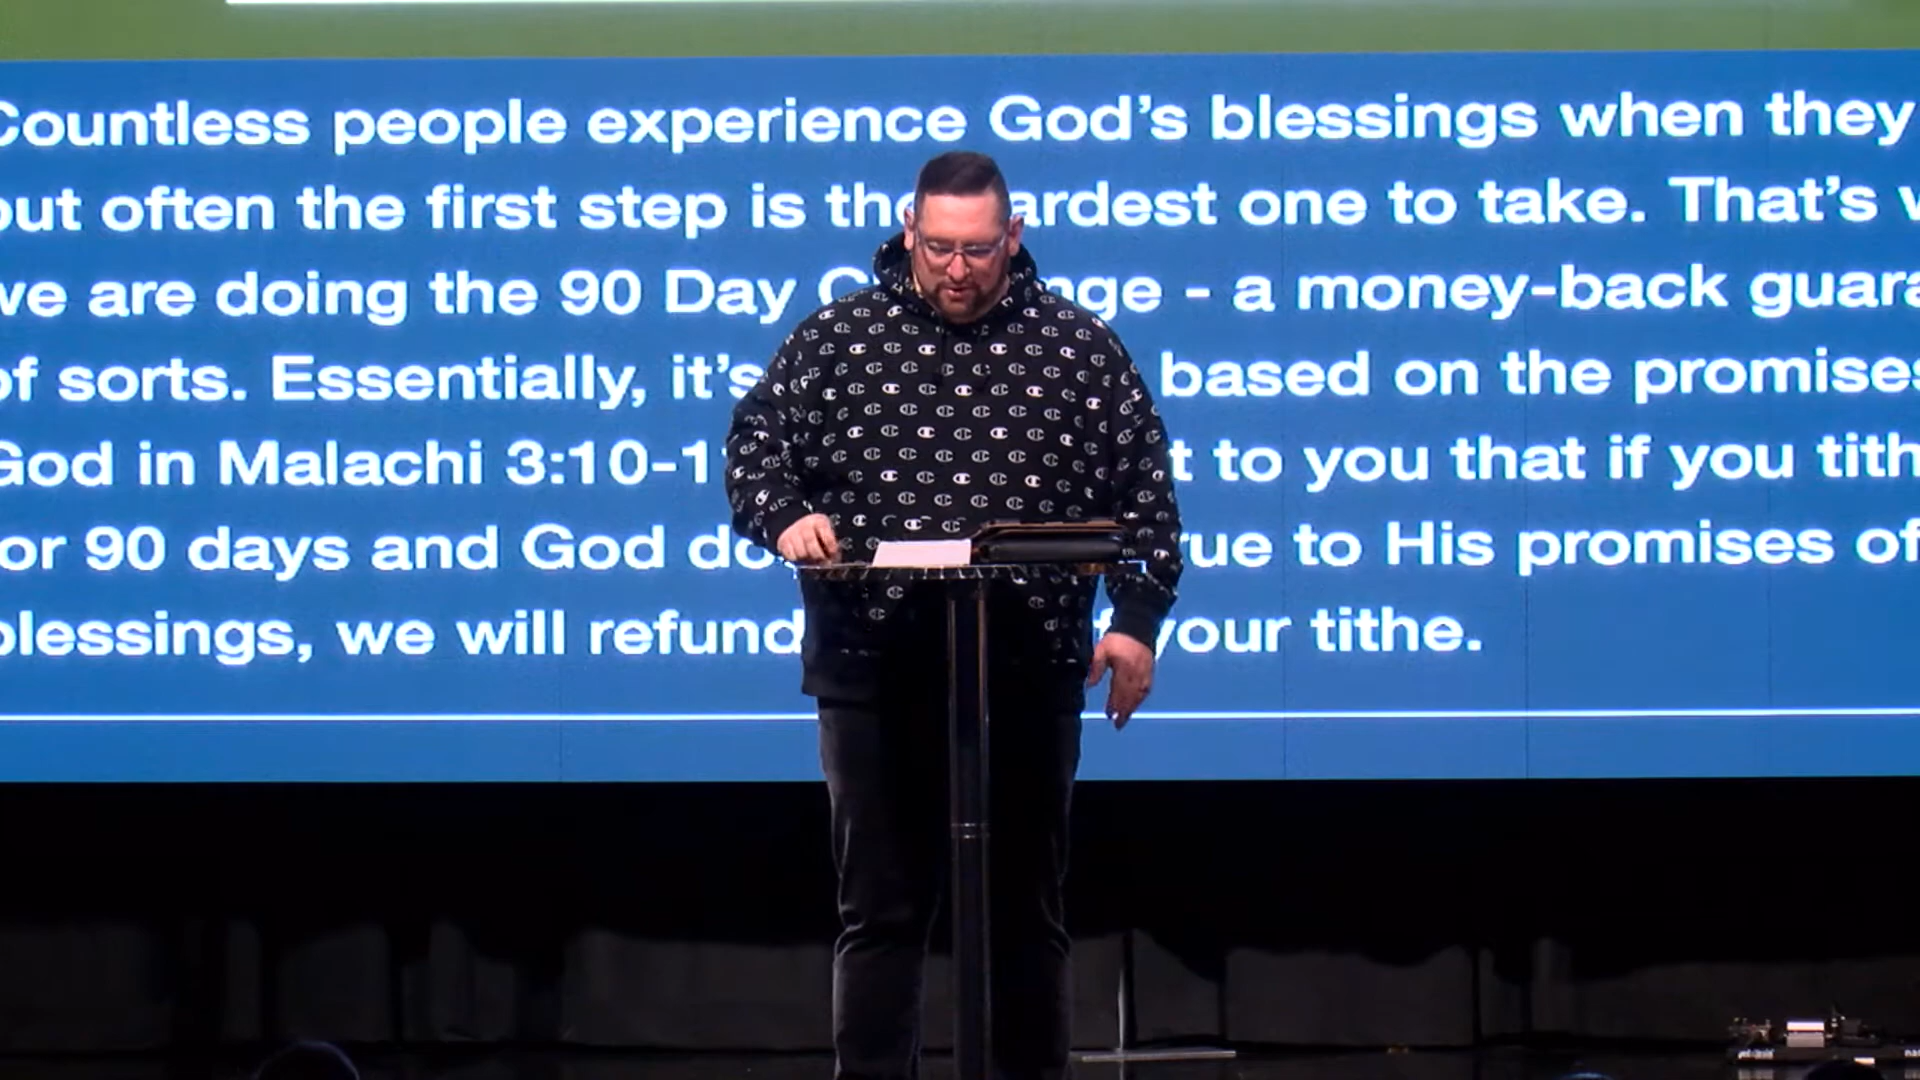 Countless people experience God's blessings when they
but often the first step is the ardest one to take. That's
we are doing the 90 Day nge - a money-back guara
of sorts. Essentially, it's based on the promises
God in Malachi 3:10-1 t to you that if you tith
or 90 days and God do rue to His promises of
blessings, we will refund f your tithe.